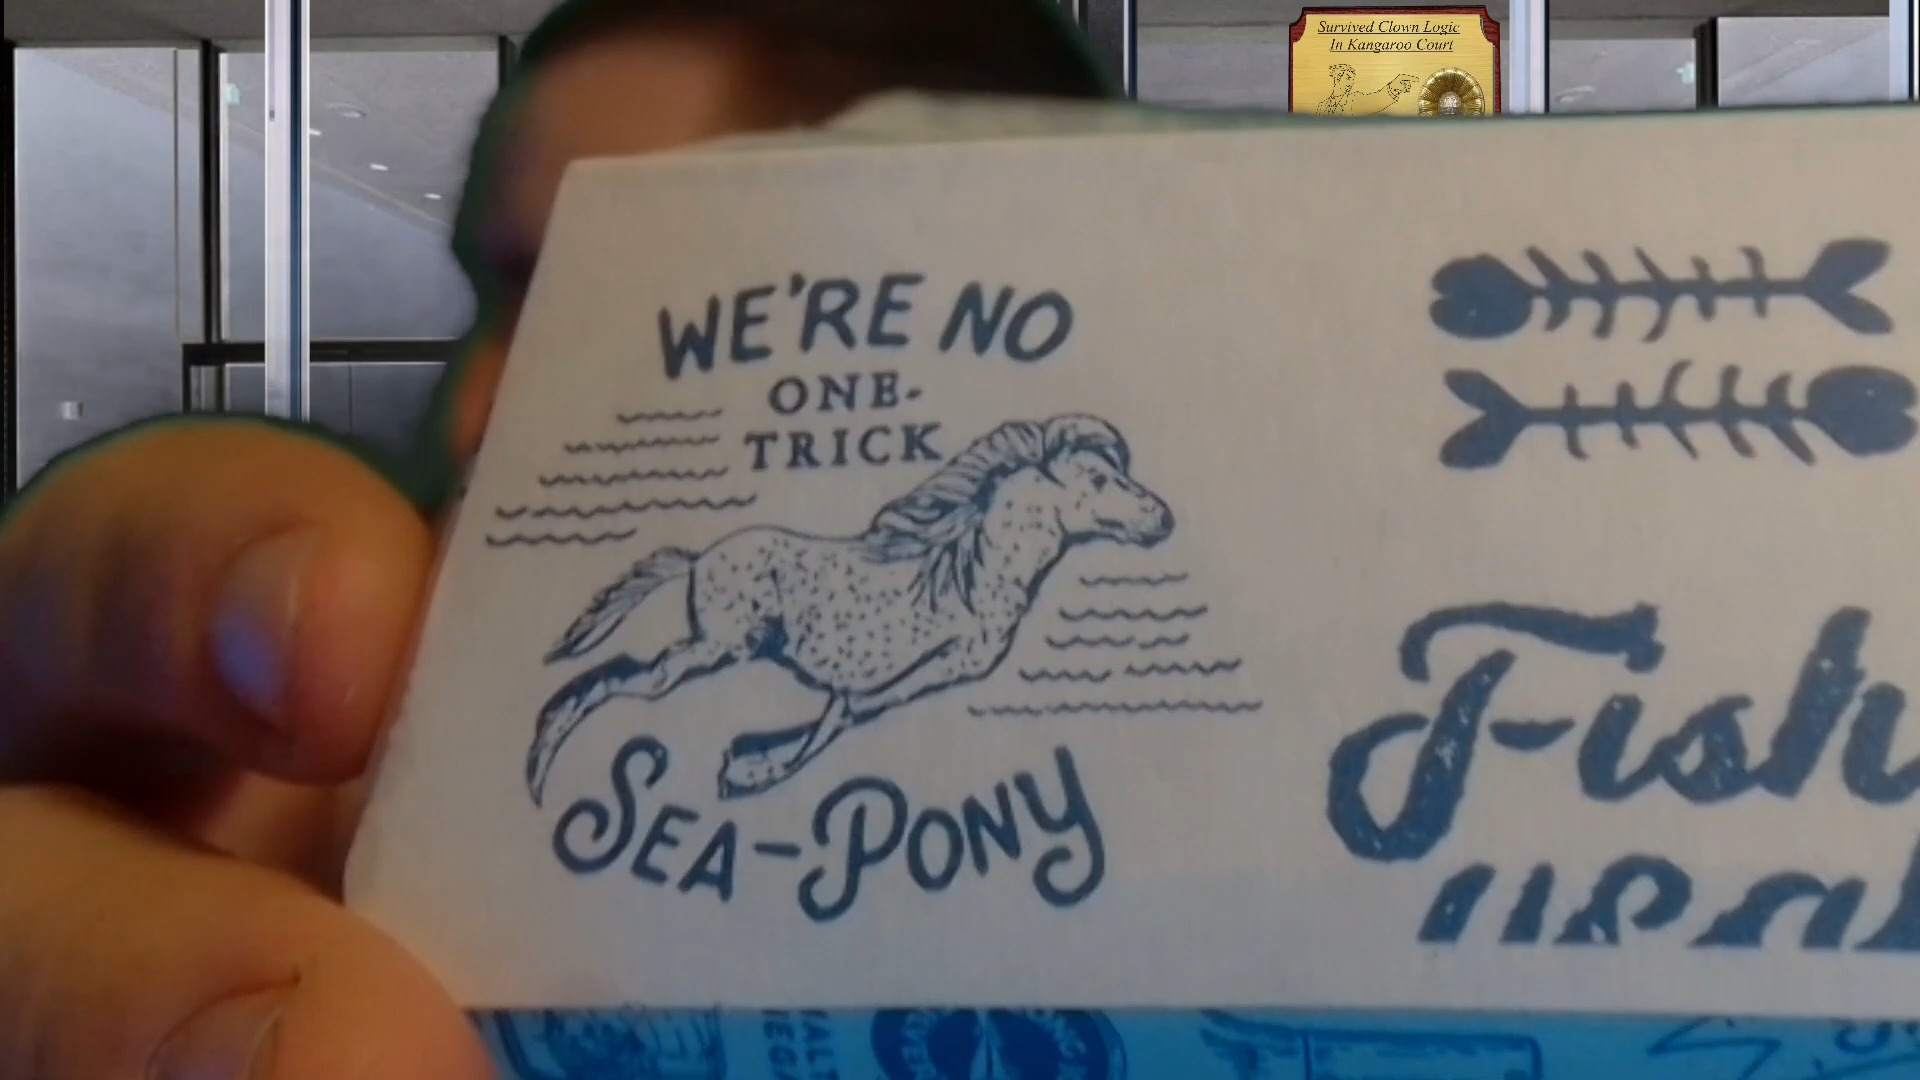 Survived Clown Logic
In Kangaroo Court
WE'RE NO
ONE-
TRICK
SEA-PONY
Fish